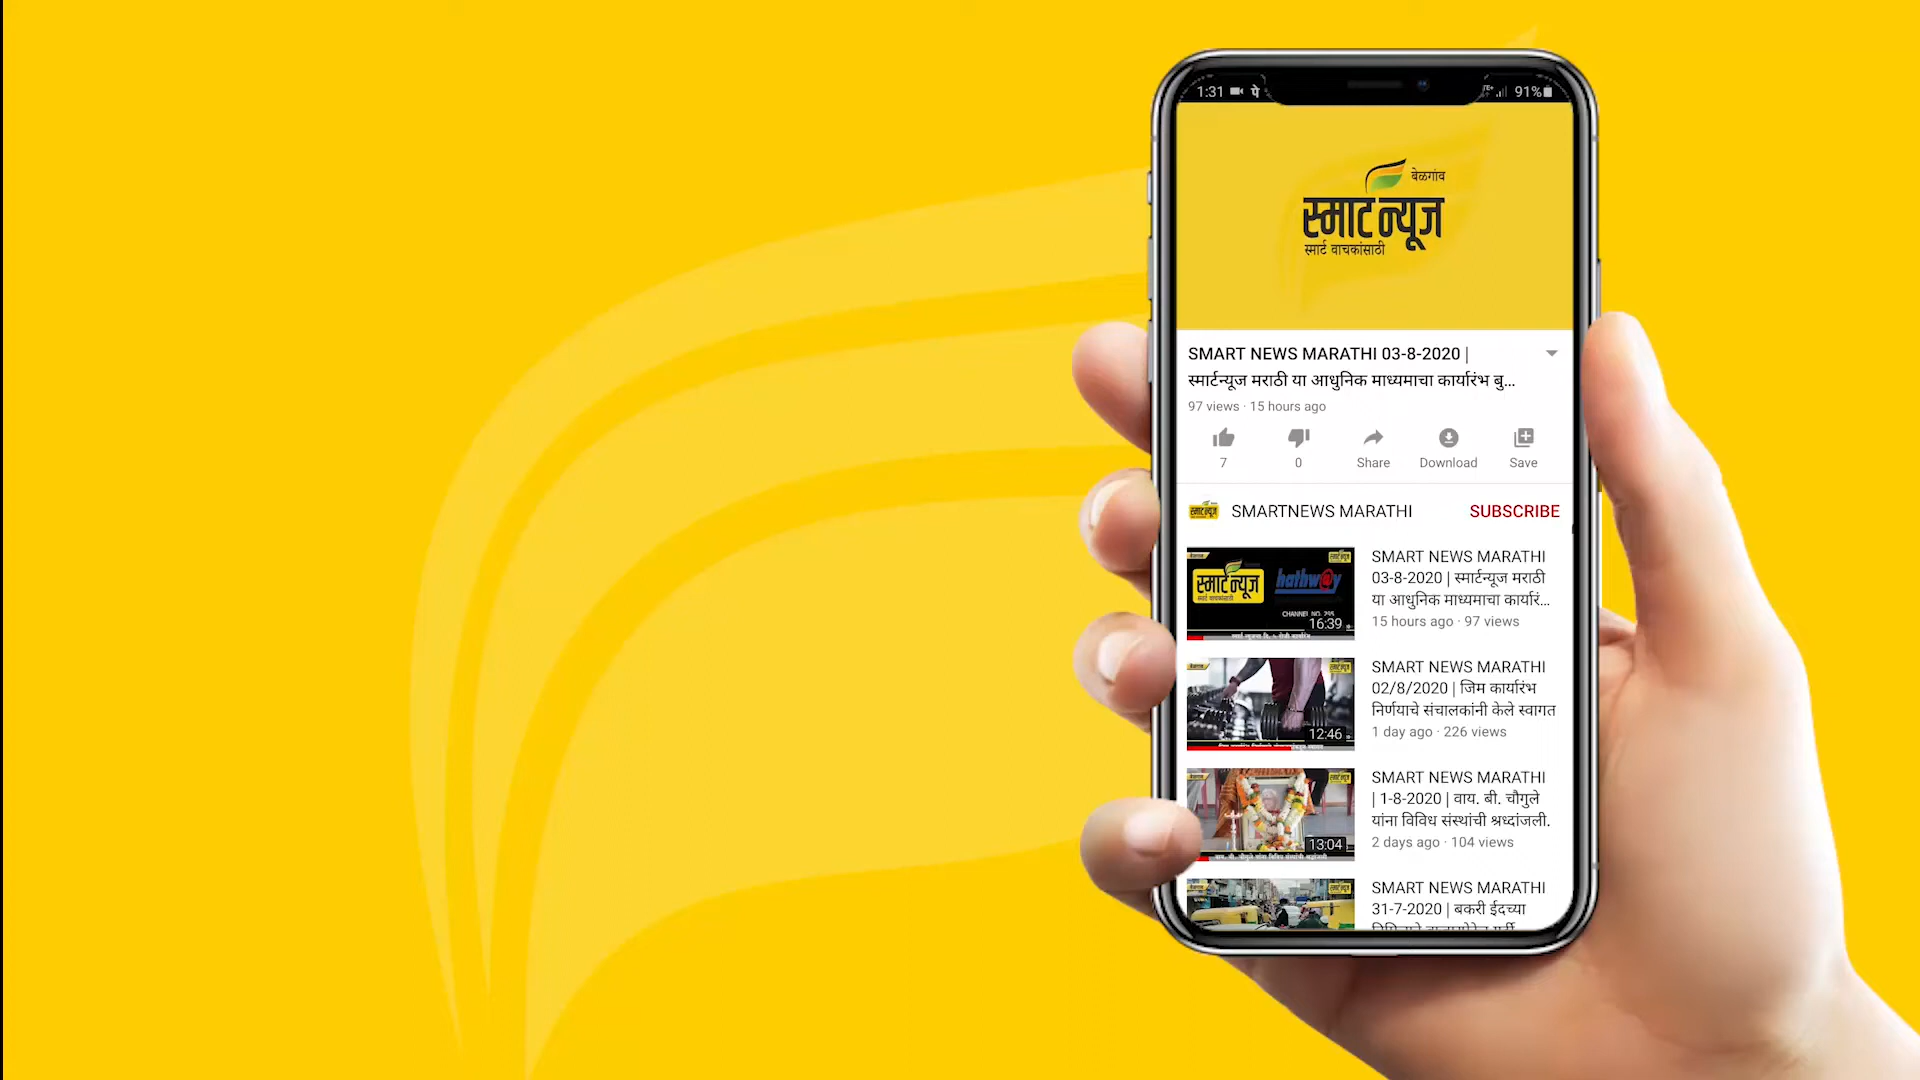 1:31 पे 91%
बेळगांव
स्मार्ट न्यूज
स्मार्ट वाचकांसाठी
SMART NEWS MARATHI 03-8-2020 |
स्मार्टन्यूज मराठी या आधुनिक माध्यमाचा कार्यारंभ बु...
97 views · 15 hours ago
7 0 Share Download Save
SMARTNEWS MARATHI SUBSCRIBE
स्मार्ट न्यूज
hathway
CHANNEL NO. 295
16:39
SMART NEWS MARATHI
03-8-2020 | स्मार्टन्यूज मराठी
या आधुनिक माध्यमाचा कार्यारं...
15 hours ago · 97 views
12:46
SMART NEWS MARATHI
02/8/2020 | जिम कार्यारंभ
निर्णयाचे संचालकांनी केले स्वागत
1 day ago · 226 views
13:04
SMART NEWS MARATHI
| 1-8-2020 | वाय. बी. चौगुले
यांना विविध संस्थांची श्रध्दांजली.
2 days ago · 104 views
SMART NEWS MARATHI
31-7-2020 | बकरी ईदच्या